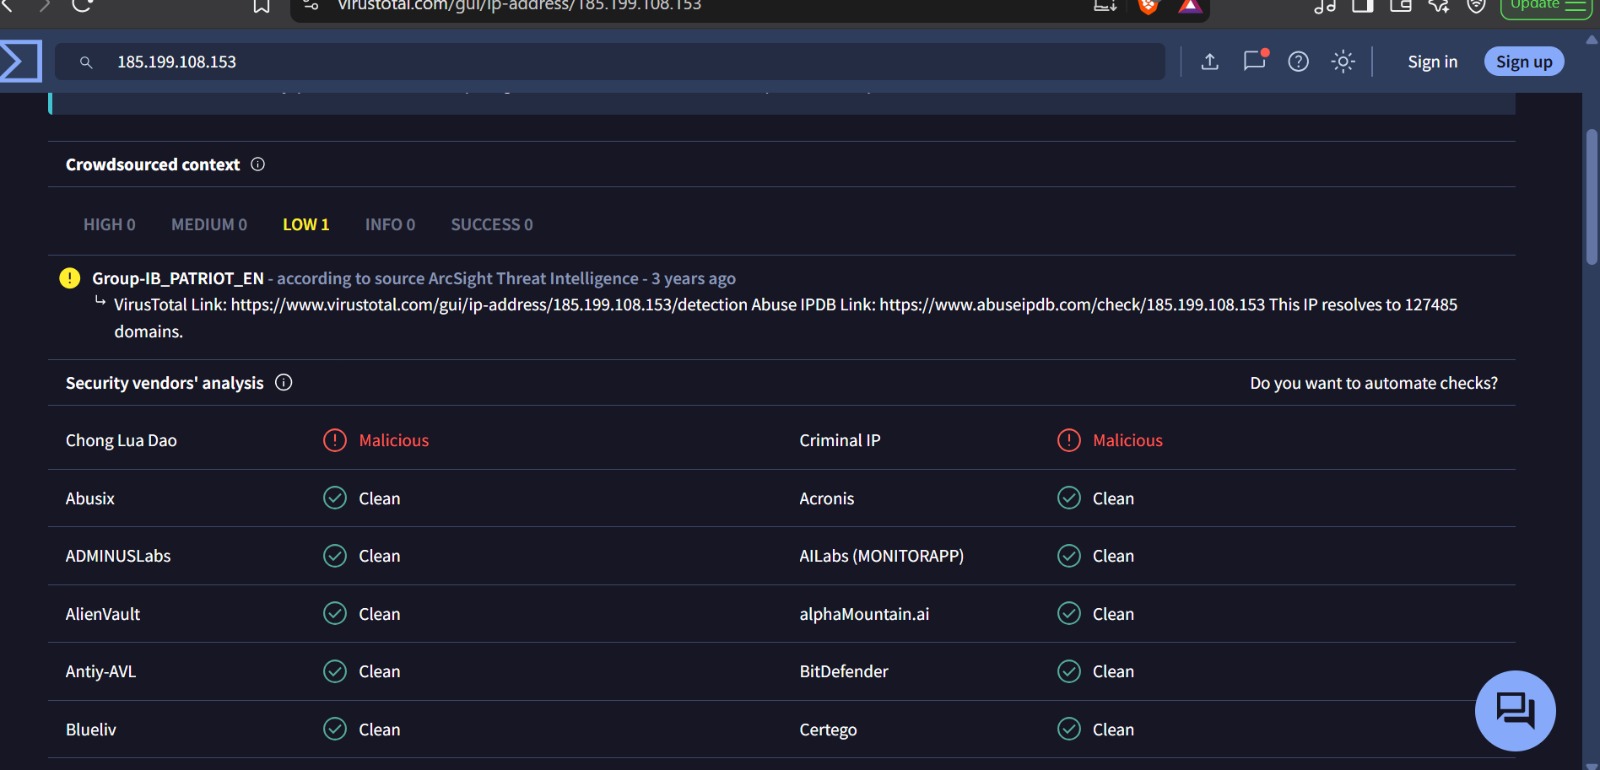 virustotal.com/gui/ip-address/185.199.108.153
Update
185.199.108.153
Sign in
Sign up
Crowdsourced context
HIGH 0 MEDIUM 0 LOW 1 INFO 0 SUCCESS 0
Group-IB_PATRIOT_EN - according to source ArcSight Threat Intelligence - 3 years ago
VirusTotal Link: https://www.virustotal.com/gui/ip-address/185.199.108.153/detection Abuse IPDB Link: https://www.abuseipdb.com/check/185.199.108.153 This IP resolves to 127485
domains.
Security vendors' analysis
Do you want to automate checks?
Chong Lua Dao Malicious Criminal IP Malicious
Abusix Clean Acronis Clean
ADMINUSLabs Clean AILabs (MONITORAPP) Clean
AlienVault Clean alphaMountain.ai Clean
Antiy-AVL Clean BitDefender Clean
Blueliv Clean Certego Clean